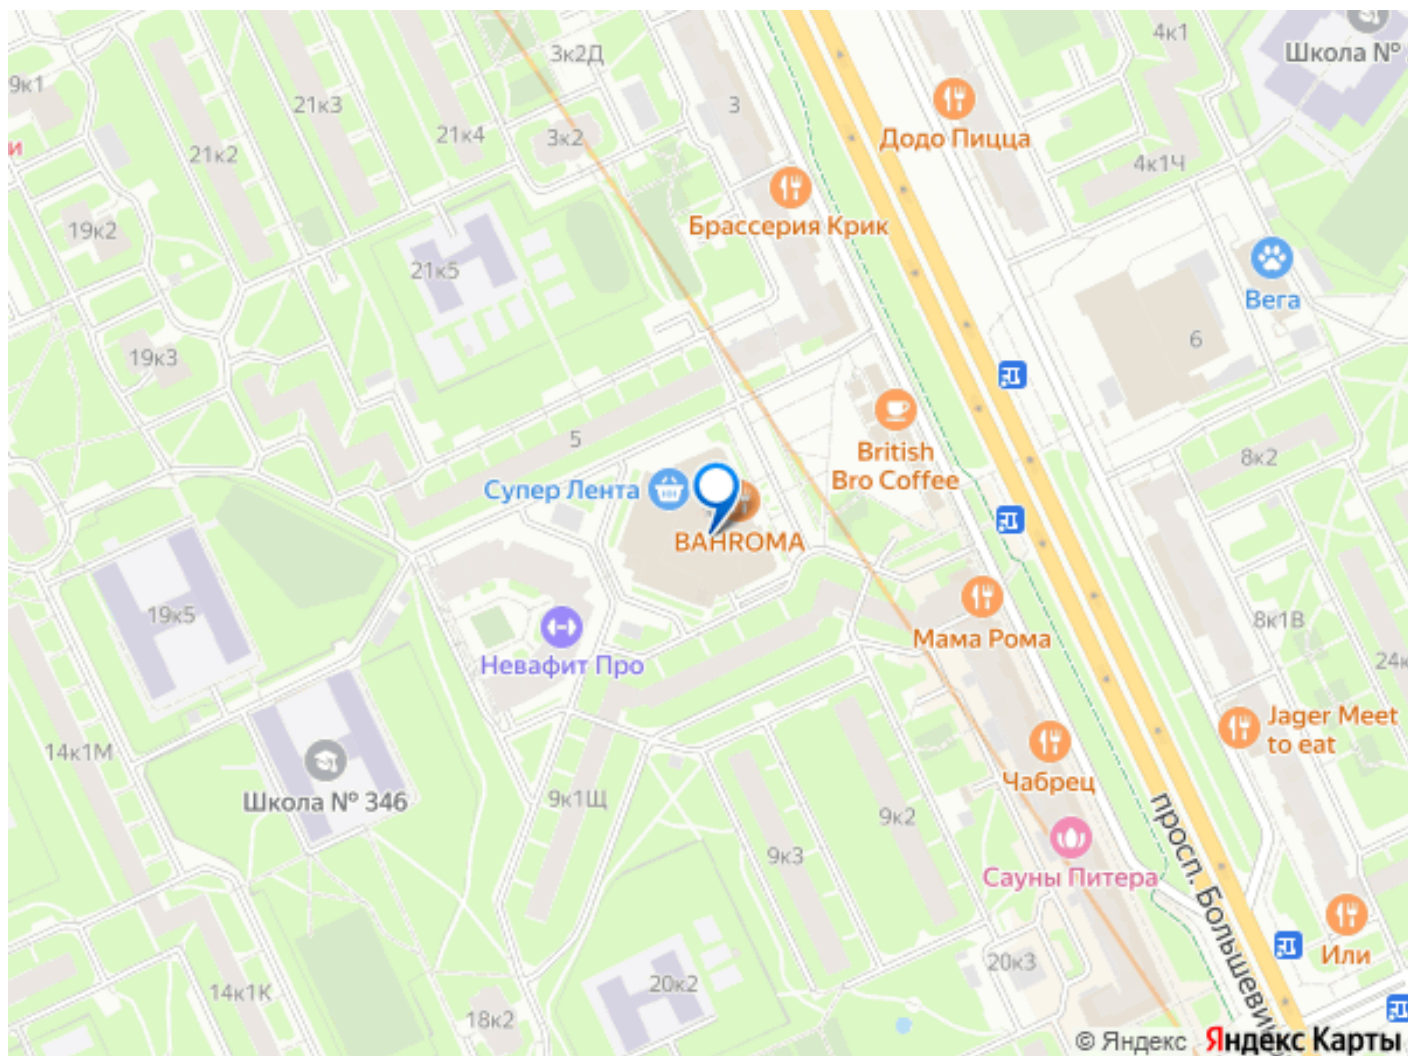 4к1
Школа №
3к2Д
9к1
21к3
3
21к4
3к2
Додо Пицца
и
21к2
4к1Ч
19к2
Брассерия Крик
21к5
Вега
6
19к3
5
British
Bro Coffee
8к2
Супер Лента
BAHROMA
19к5
8к1В
Мама Рома
Невафит Про
24к
Jager Meet
to eat
14к1М
Чабрец
Школа № 346
9к1Щ
9к2
9к3
Сауны Питера
просп. Большевик
Или
20к3
20к2
14к1К
18к2
© Яндекс Яндекс Карты